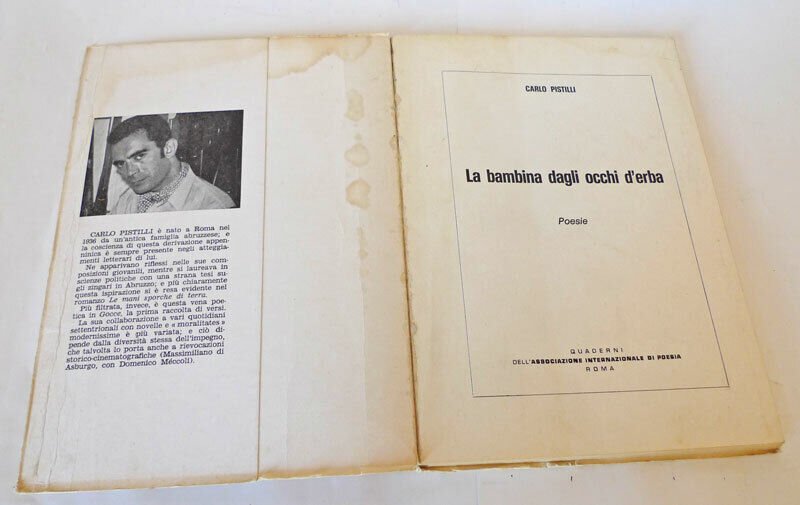 CARLO PISTILLI è nato a Roma nel
1936 da un'antica famiglia abruzzese; e
la coscienza di questa derivazione appen-
ninica è sempre presente negli atteggia-
menti letterari di lui.
Ne apparivano riflessi nelle sue com-
posizioni giovanili, mentre si laureava in
scienze politiche con una strana tesi su-
gli zingari in Abruzzo; e più chiaramente
questa ispirazione si è resa evidente nel
romanzo Le mani sporche di terra.
Più filtrata, invece, è questa vena poe-
tica in Gocce, la prima raccolta di versi.
La sua collaborazione a vari quotidiani
settentrionali con novelle e « moralitates »
modernissime è più variata; e ciò di-
pende dalla diversità stessa dell'impegno,
che talvolta lo porta anche a rievocazioni
storico-cinematografiche (Massimiliano di
Asburgo, con Domenico Méccoli).
CARLO PISTILLI
La bambina dagli occhi d'erba
Poesie
QUADERNI
DELL'ASSOCIAZIONE INTERNAZIONALE DI POESIA
ROMA